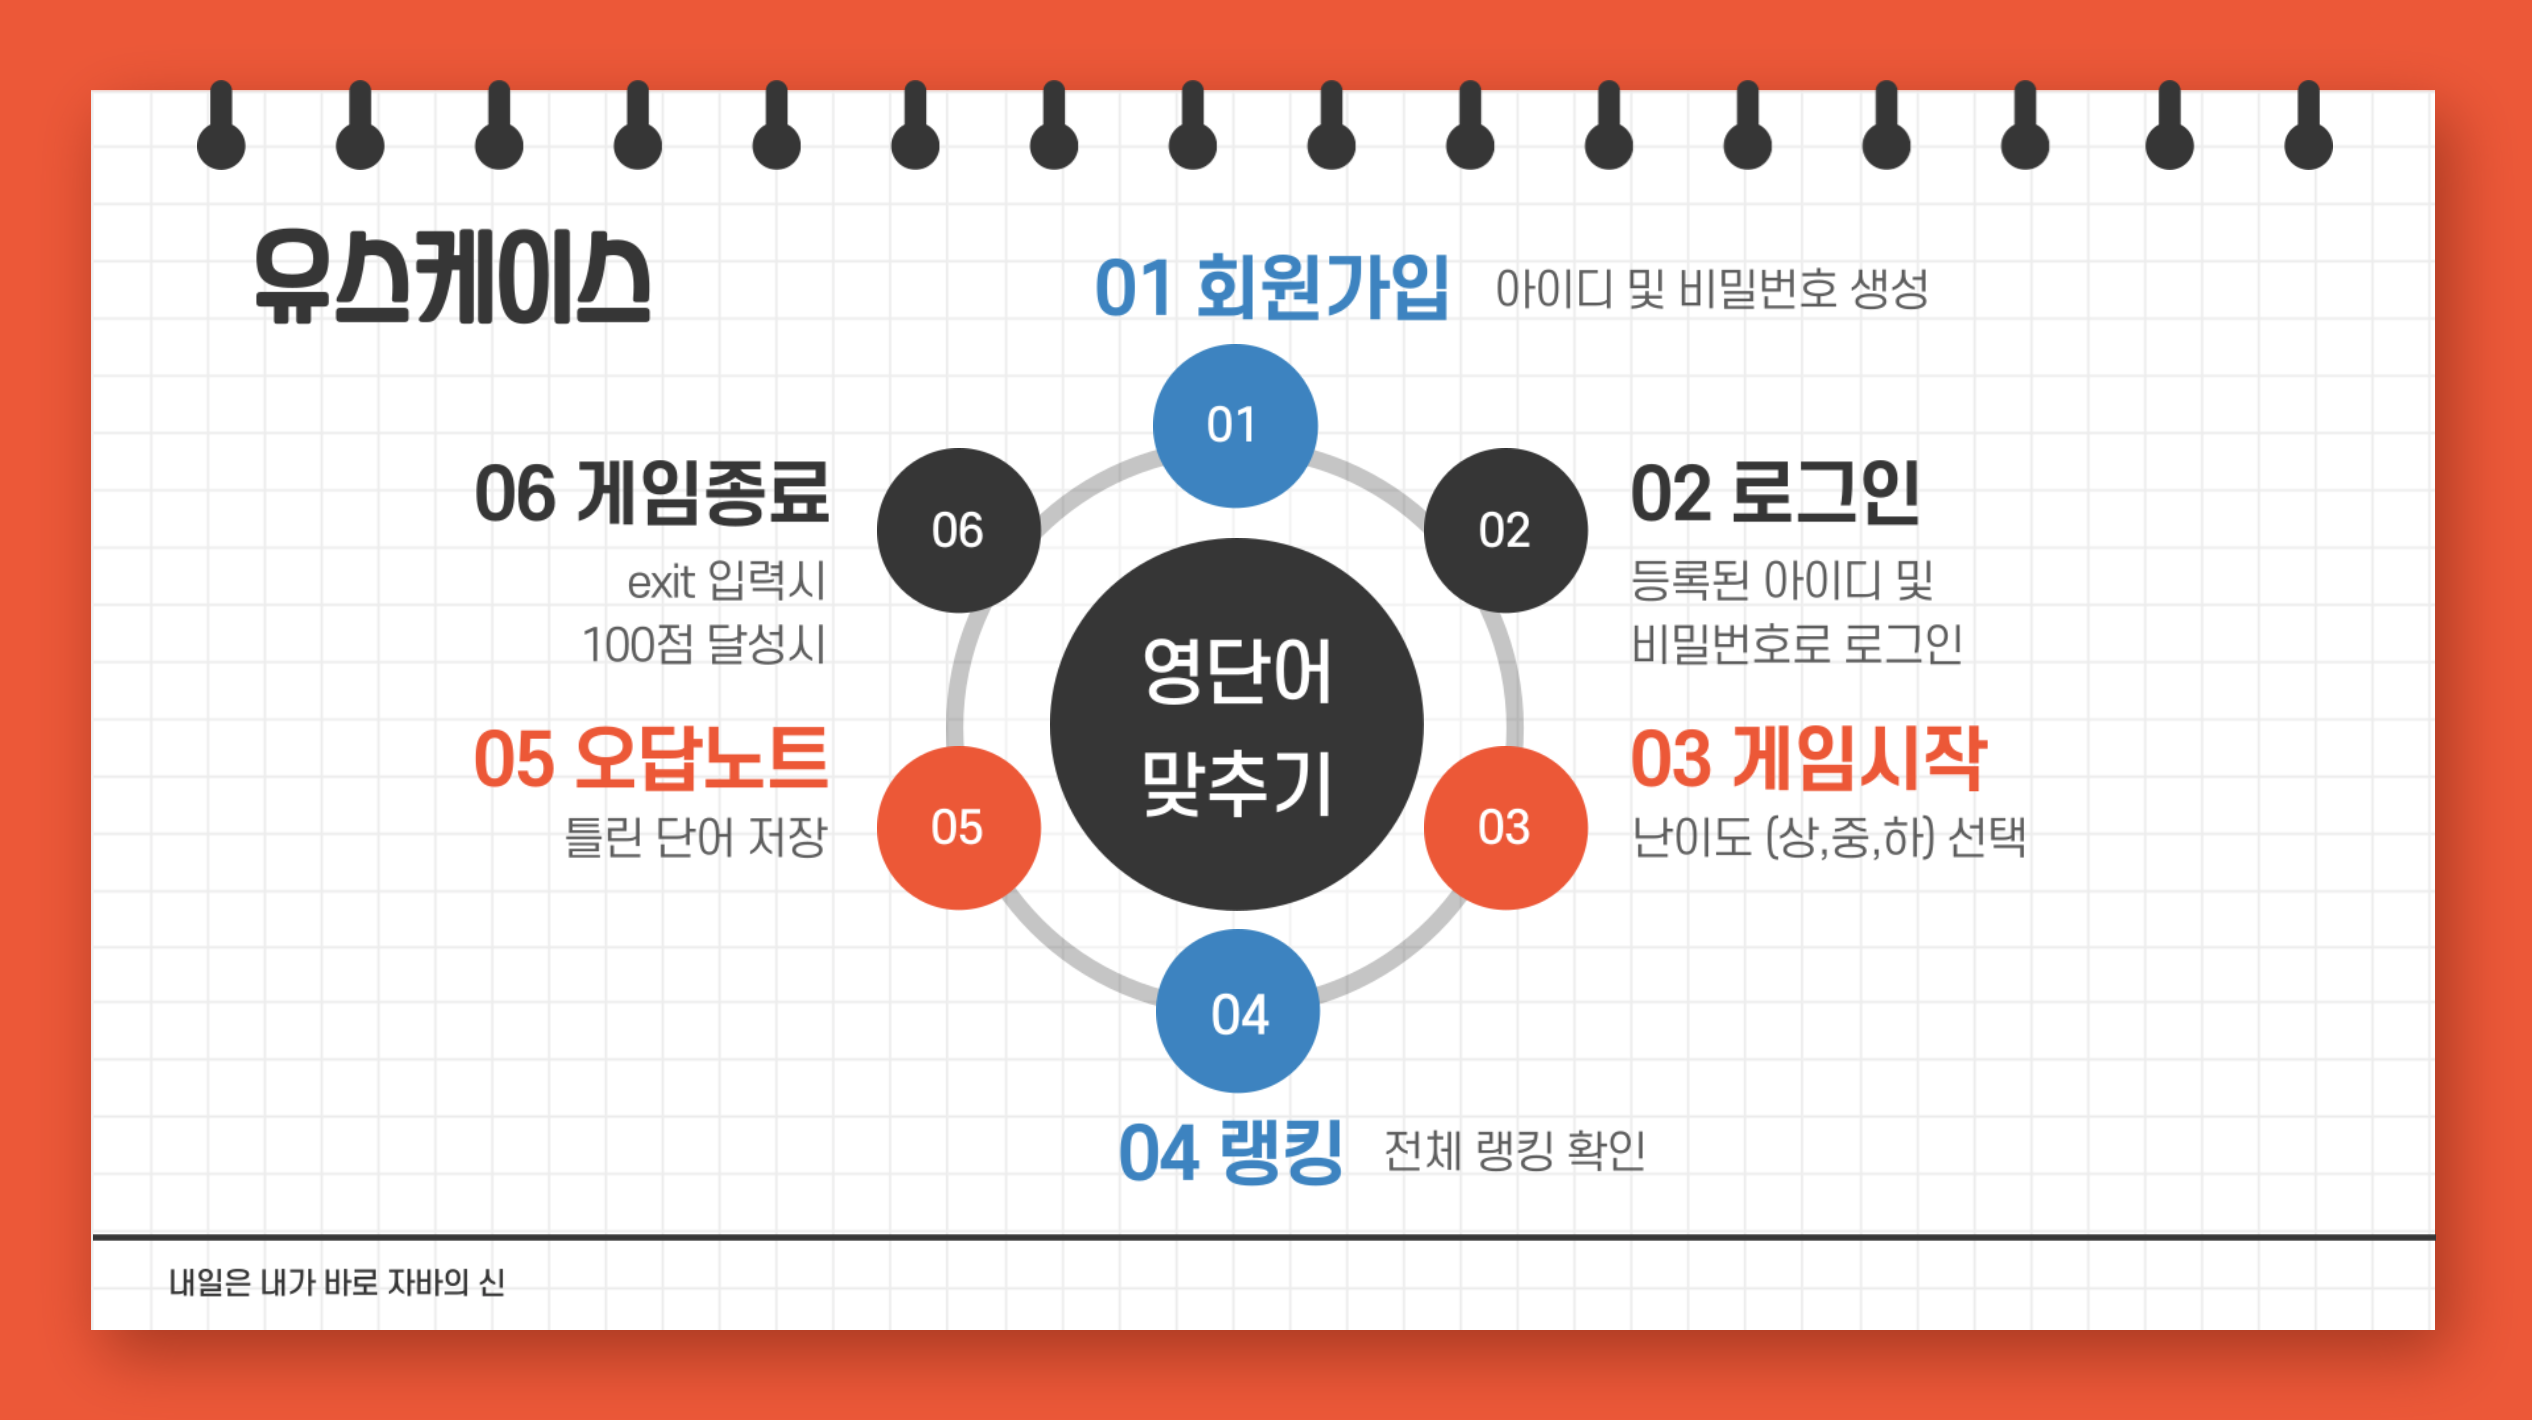 유스케이스
01 회원가입 아이디 및 비밀번호 생성
01
06 게임종료
exit 입력시
100점 달성시
06
02
02 로그인
등록된 아이디 및
비밀번호로 로그인
영단어
맞추기
05 오답노트
틀린 단어 저장
05
03
03 게임시작
난이도 (상,중,하) 선택
04
04 랭킹 전체 랭킹 확인
내일은 내가 바로 자바의 신